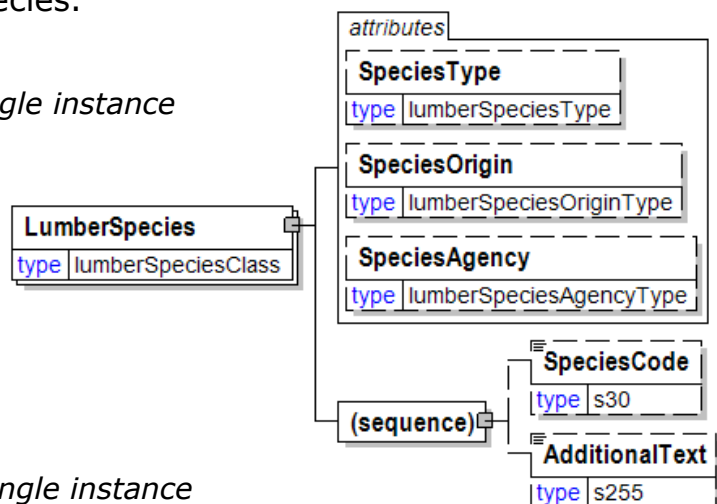 ecies.
ngle instance
attributes
SpeciesType
type lumberSpeciesType
SpeciesOrigin
type lumberSpeciesOriginType
LumberSpecies
type lumberSpeciesClass
SpeciesAgency
type lumberSpeciesAgencyType
(sequence)
SpeciesCode
type s30
AdditionalText
type s255
ngle instance